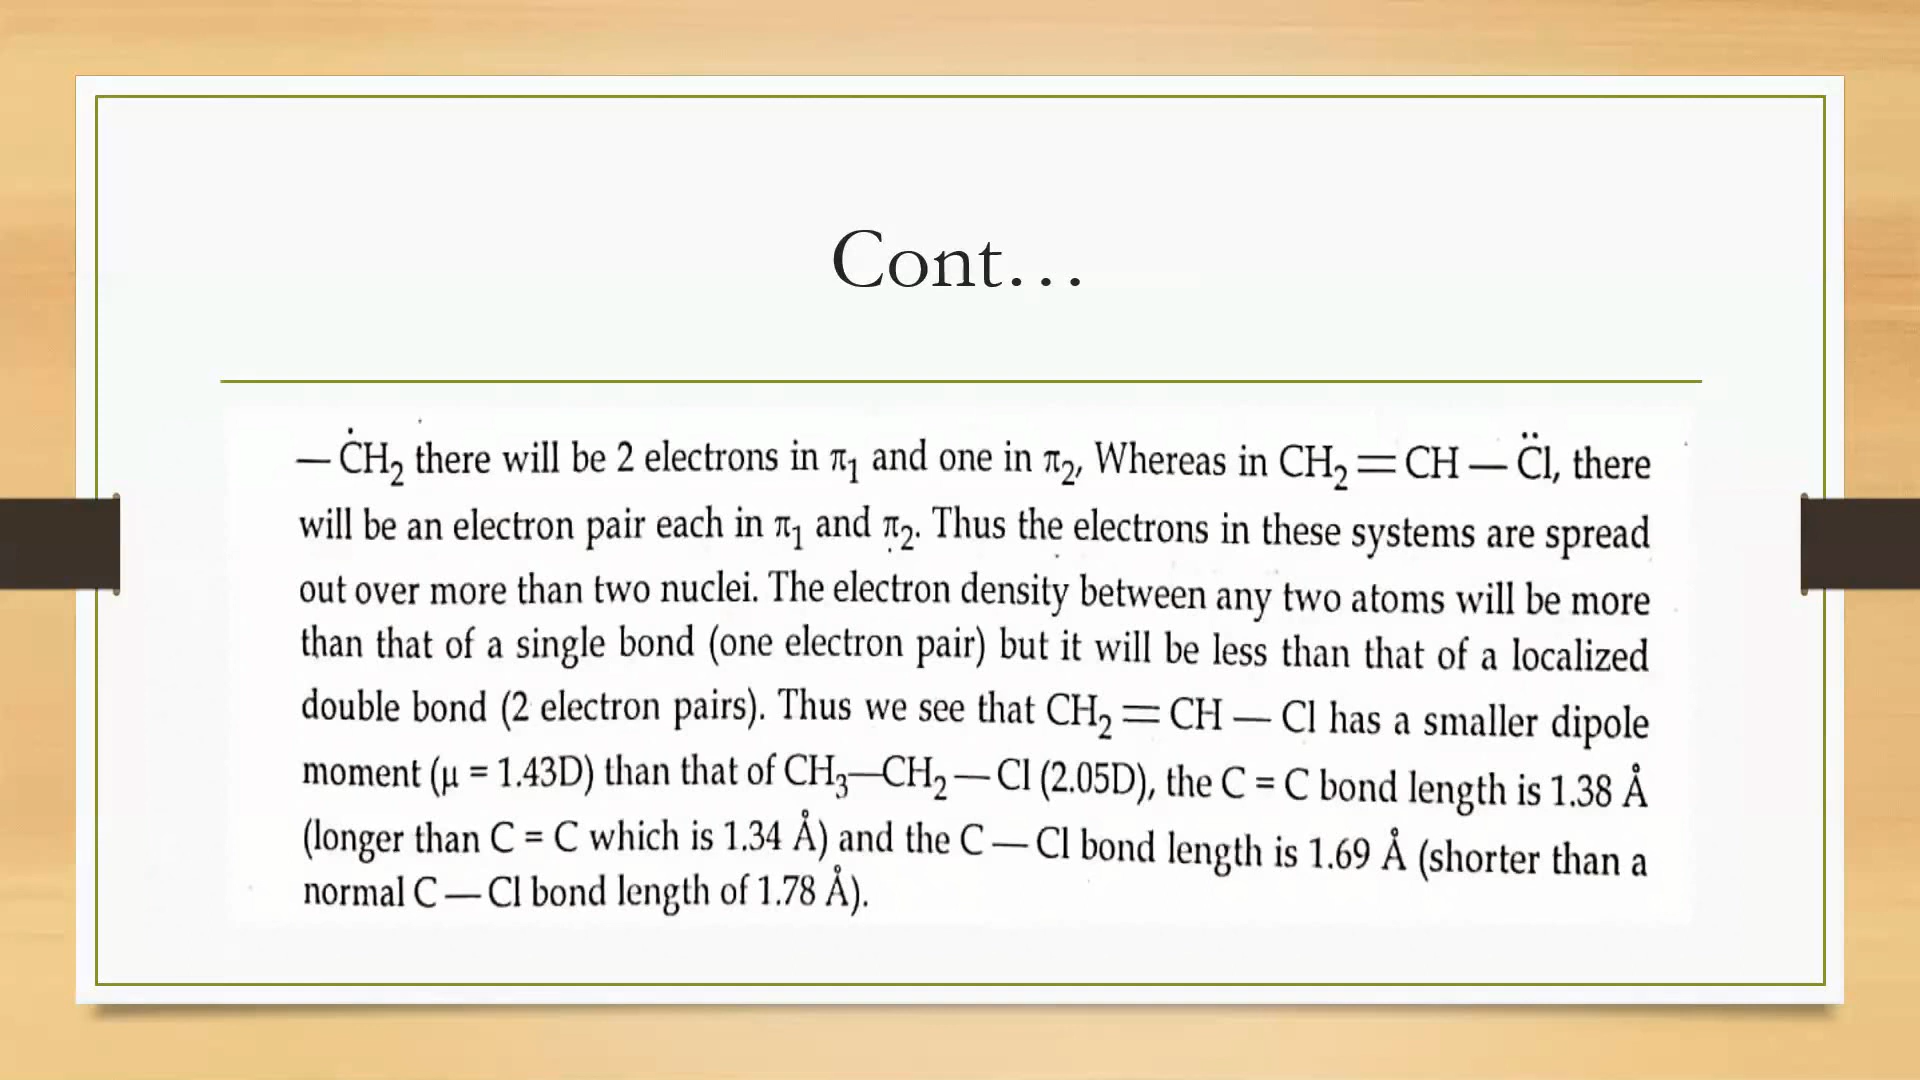 Cont…
— ĊH₂ there will be 2 electrons in π₁ and one in π₂, Whereas in CH₂ = CH — C̈l, there
will be an electron pair each in π₁ and π₂. Thus the electrons in these systems are spread
out over more than two nuclei. The electron density between any two atoms will be more
than that of a single bond (one electron pair) but it will be less than that of a localized
double bond (2 electron pairs). Thus we see that CH₂ = CH — Cl has a smaller dipole
moment (μ = 1.43D) than that of CH₃—CH₂ — Cl (2.05D), the C = C bond length is 1.38 Å
(longer than C = C which is 1.34 Å) and the C — Cl bond length is 1.69 Å (shorter than a
normal C — Cl bond length of 1.78 Å).